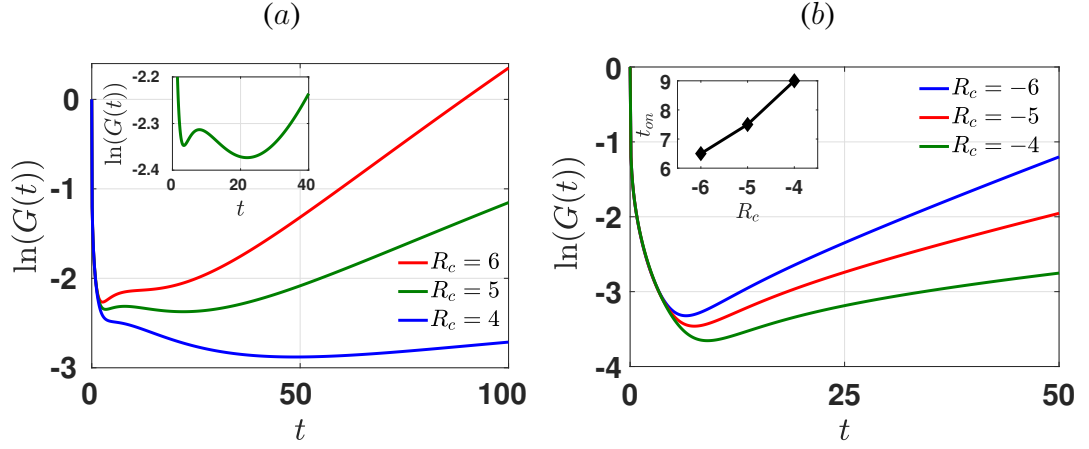 (a)
ln(G(t))
0
-1
-2
-3
0
50
100
t
ln(G(t))
-2.2
-2.3
-2.4
0
20
40
t
R_c = 6
R_c = 5
R_c = 4
(b)
ln(G(t))
0
-1
-2
-3
-4
0
25
50
t
t_on
9
8
7
6
-6
-5
-4
R_c
R_c = −6
R_c = −5
R_c = −4